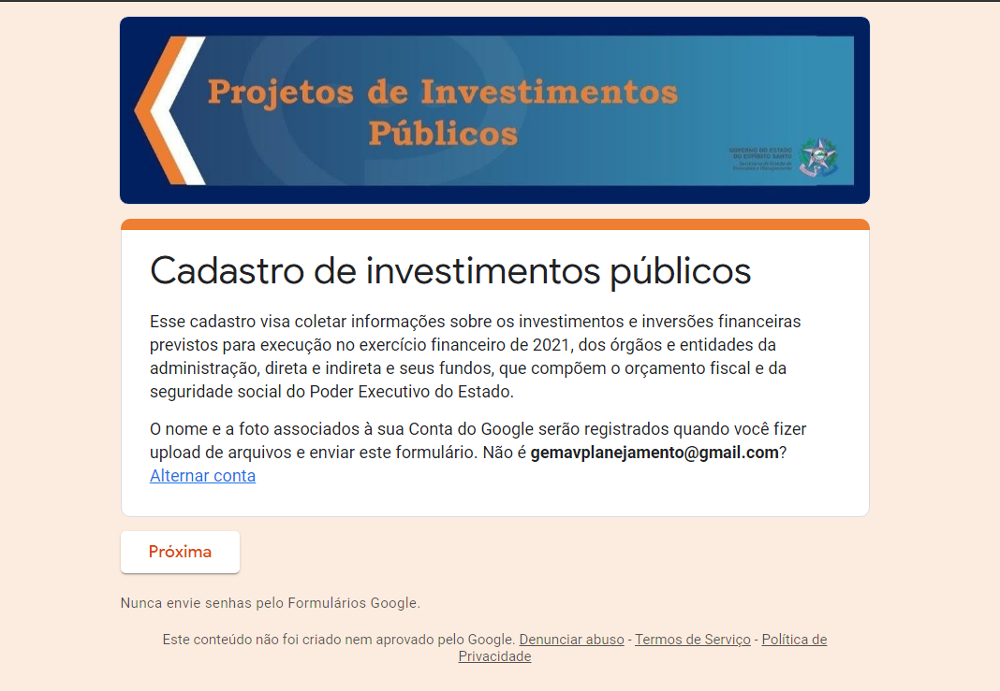 Projetos de Investimentos
Públicos
GOVERNO DO ESTADO
DO ESPÍRITO SANTO
Secretaria de Estado de
Economia e Planejamento
Cadastro de investimentos públicos
Esse cadastro visa coletar informações sobre os investimentos e inversões financeiras
previstos para execução no exercício financeiro de 2021, dos órgãos e entidades da
administração, direta e indireta e seus fundos, que compõem o orçamento fiscal e da
seguridade social do Poder Executivo do Estado.
O nome e a foto associados à sua Conta do Google serão registrados quando você fizer
upload de arquivos e enviar este formulário. Não é gemavplanejamento@gmail.com?
Alternar conta
Próxima
Nunca envie senhas pelo Formulários Google.
Este conteúdo não foi criado nem aprovado pelo Google. Denunciar abuso - Termos de Serviço - Política de
Privacidade